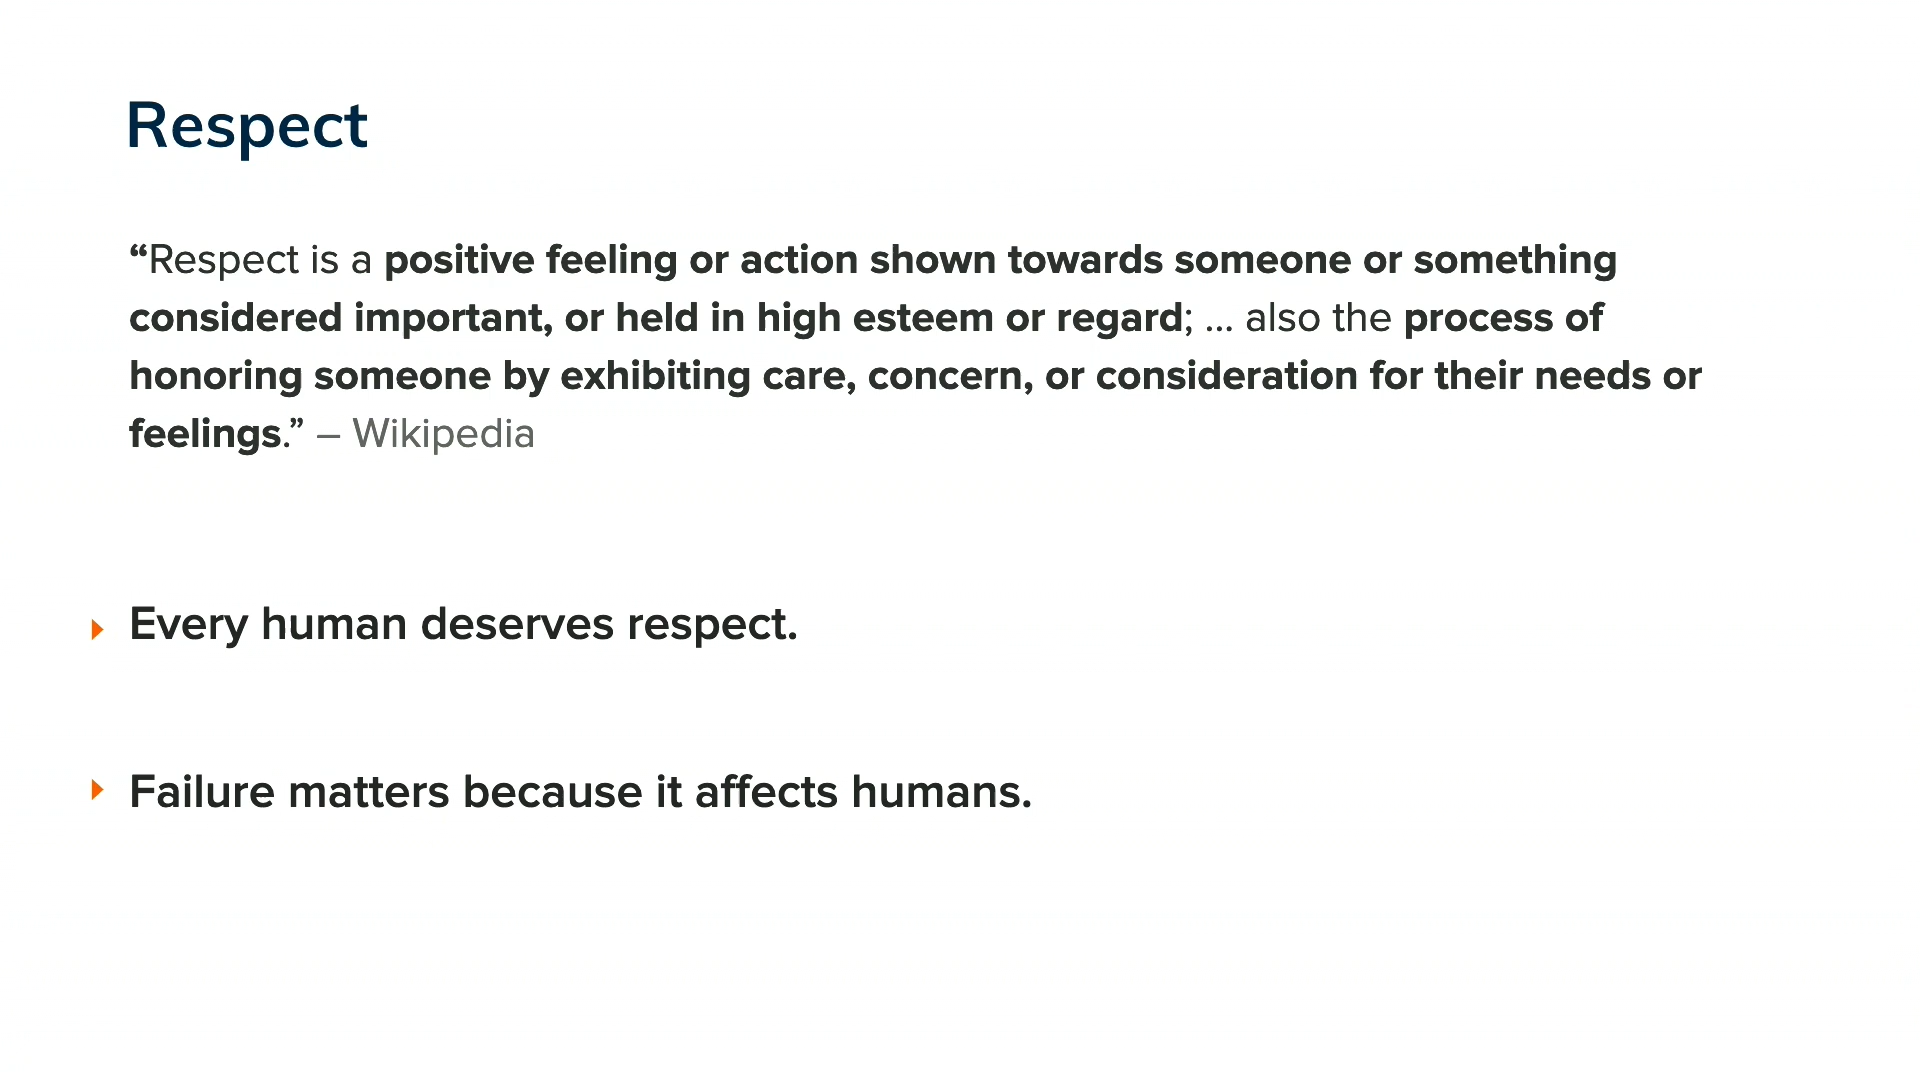 Respect
“Respect is a positive feeling or action shown towards someone or something
considered important, or held in high esteem or regard; ... also the process of
honoring someone by exhibiting care, concern, or consideration for their needs or
feelings.” – Wikipedia
Every human deserves respect.
Failure matters because it affects humans.